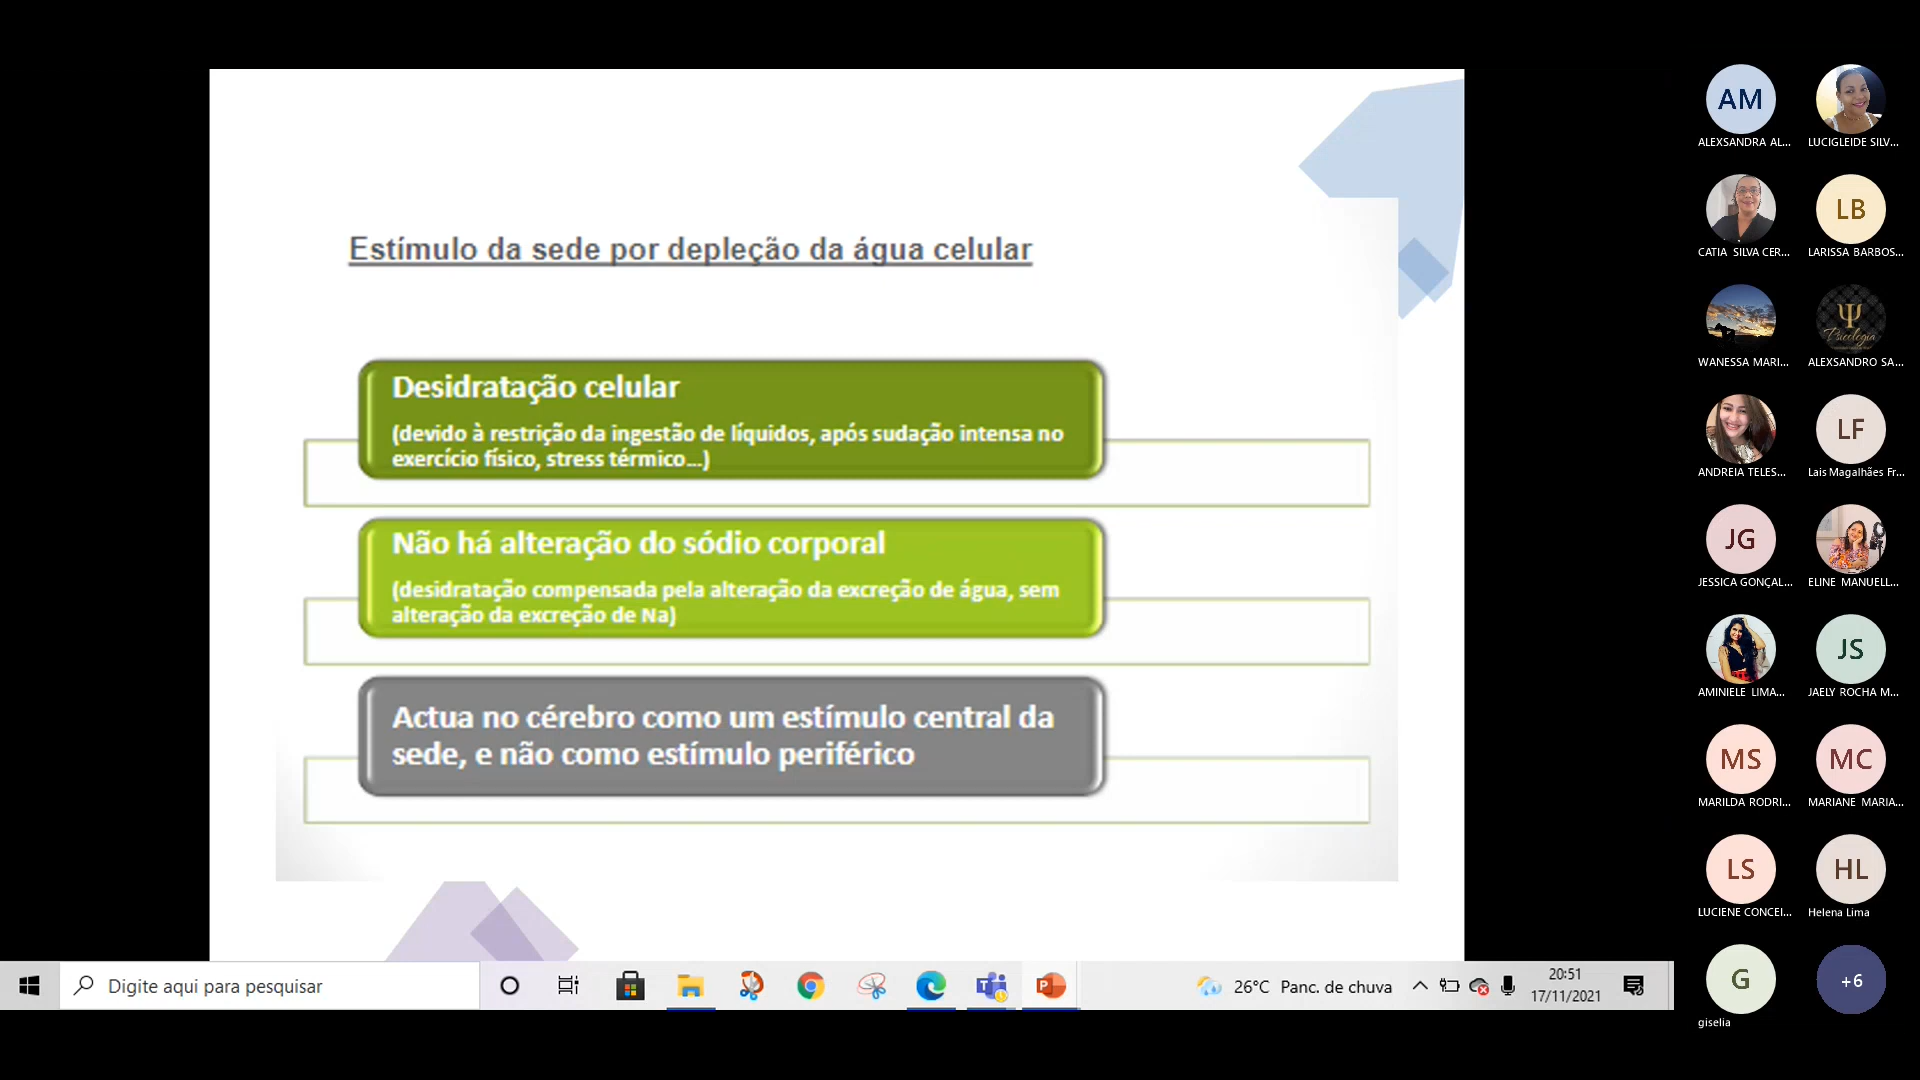 Estímulo da sede por depleção da água celular
Desidratação celular
(devido à restrição da ingestão de líquidos, após sudação intensa no
exercício físico, stress térmico...)
Não há alteração do sódio corporal
(desidratação compensada pela alteração da excreção de água, sem
alteração da excreção de Na)
Actua no cérebro como um estímulo central da
sede, e não como estímulo periférico
Digite aqui para pesquisar
26°C Panc. de chuva
20:51
17/11/2021
AM
ALEXSANDRA AL...
LUCIGLEIDE SILV...
CATIA SILVA CER...
LB
LARISSA BARBOS...
WANESSA MARI...
Ψ
Psicologia
ALEXSANDRO SA...
ANDREIA TELES...
LF
Lais Magalhães Fr...
JG
JESSICA GONÇAL...
ELINE MANUELL...
AMINIELE LIMA...
JS
JAELY ROCHA M...
MS
MARILDA RODRI...
MC
MARIANE MARIA...
LS
LUCIENE CONCEI...
HL
Helena Lima
G
giselia
+6